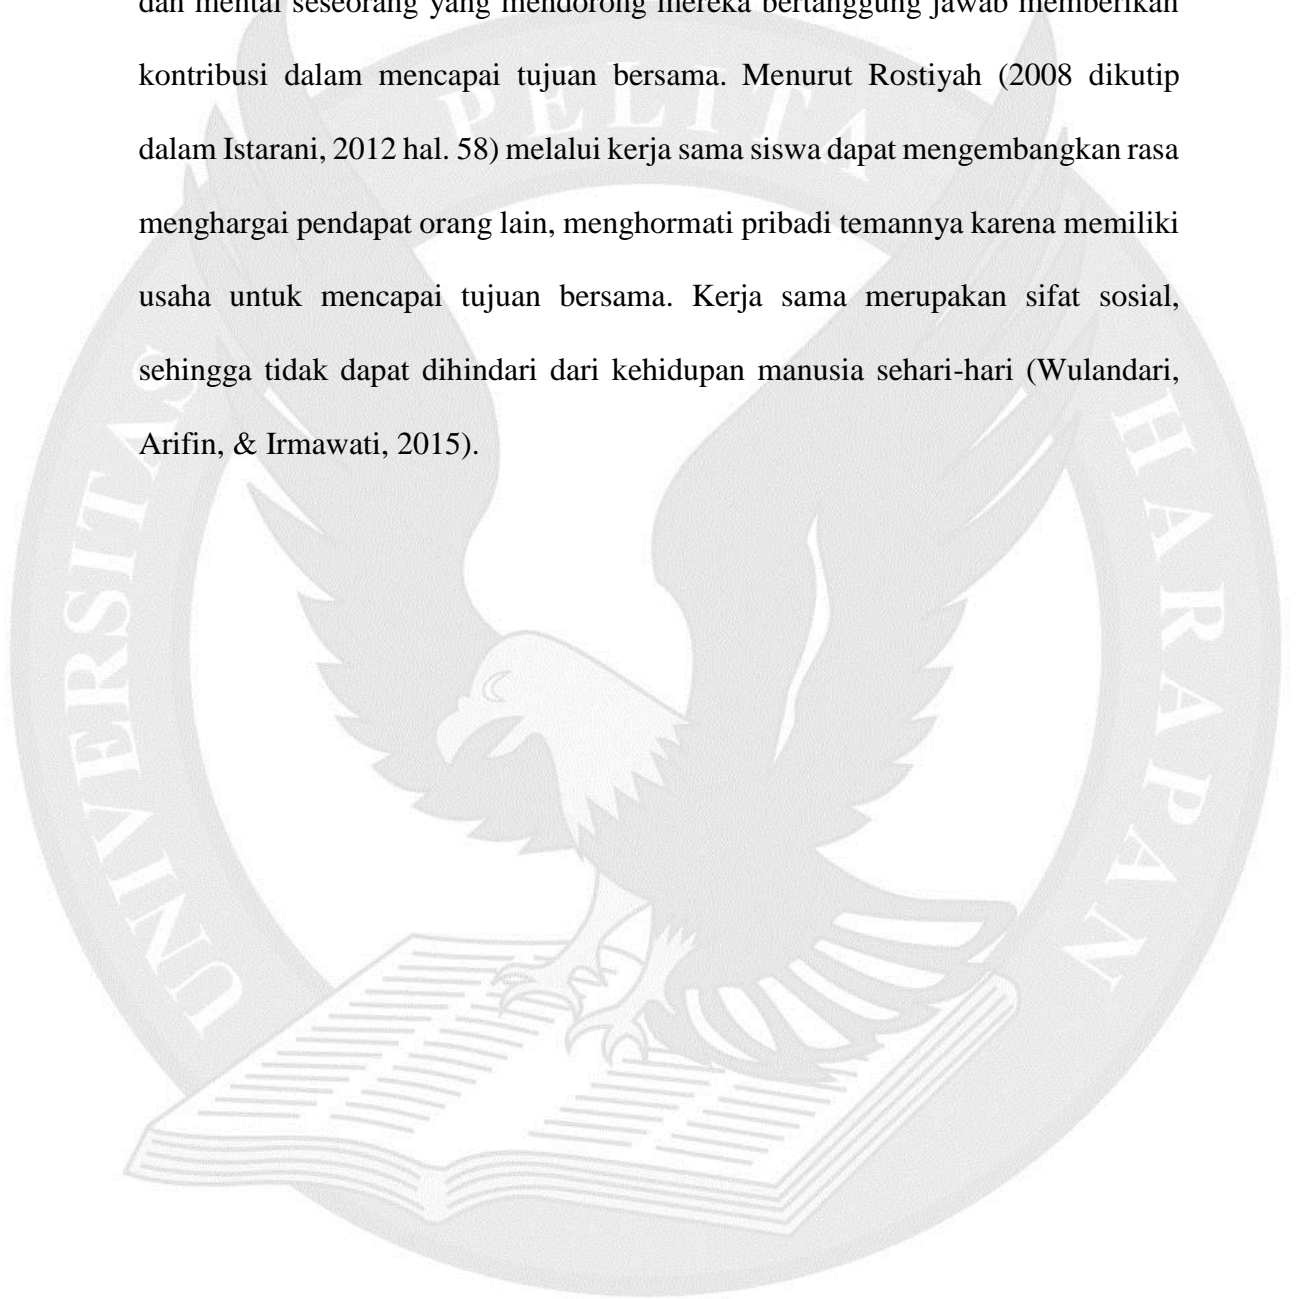 dan mental seseorang yang mendorong mereka bertanggung jawab memberikan
kontribusi dalam mencapai tujuan bersama. Menurut Rostiyah (2008 dikutip
dalam Istarani, 2012 hal. 58) melalui kerja sama siswa dapat mengembangkan rasa
menghargai pendapat orang lain, menghormati pribadi temannya karena memiliki
usaha untuk mencapai tujuan bersama. Kerja sama merupakan sifat sosial,
sehingga tidak dapat dihindari dari kehidupan manusia sehari-hari (Wulandari,
Arifin, & Irmawati, 2015).
UNIVERSITAS
PELITA
HARAPAN